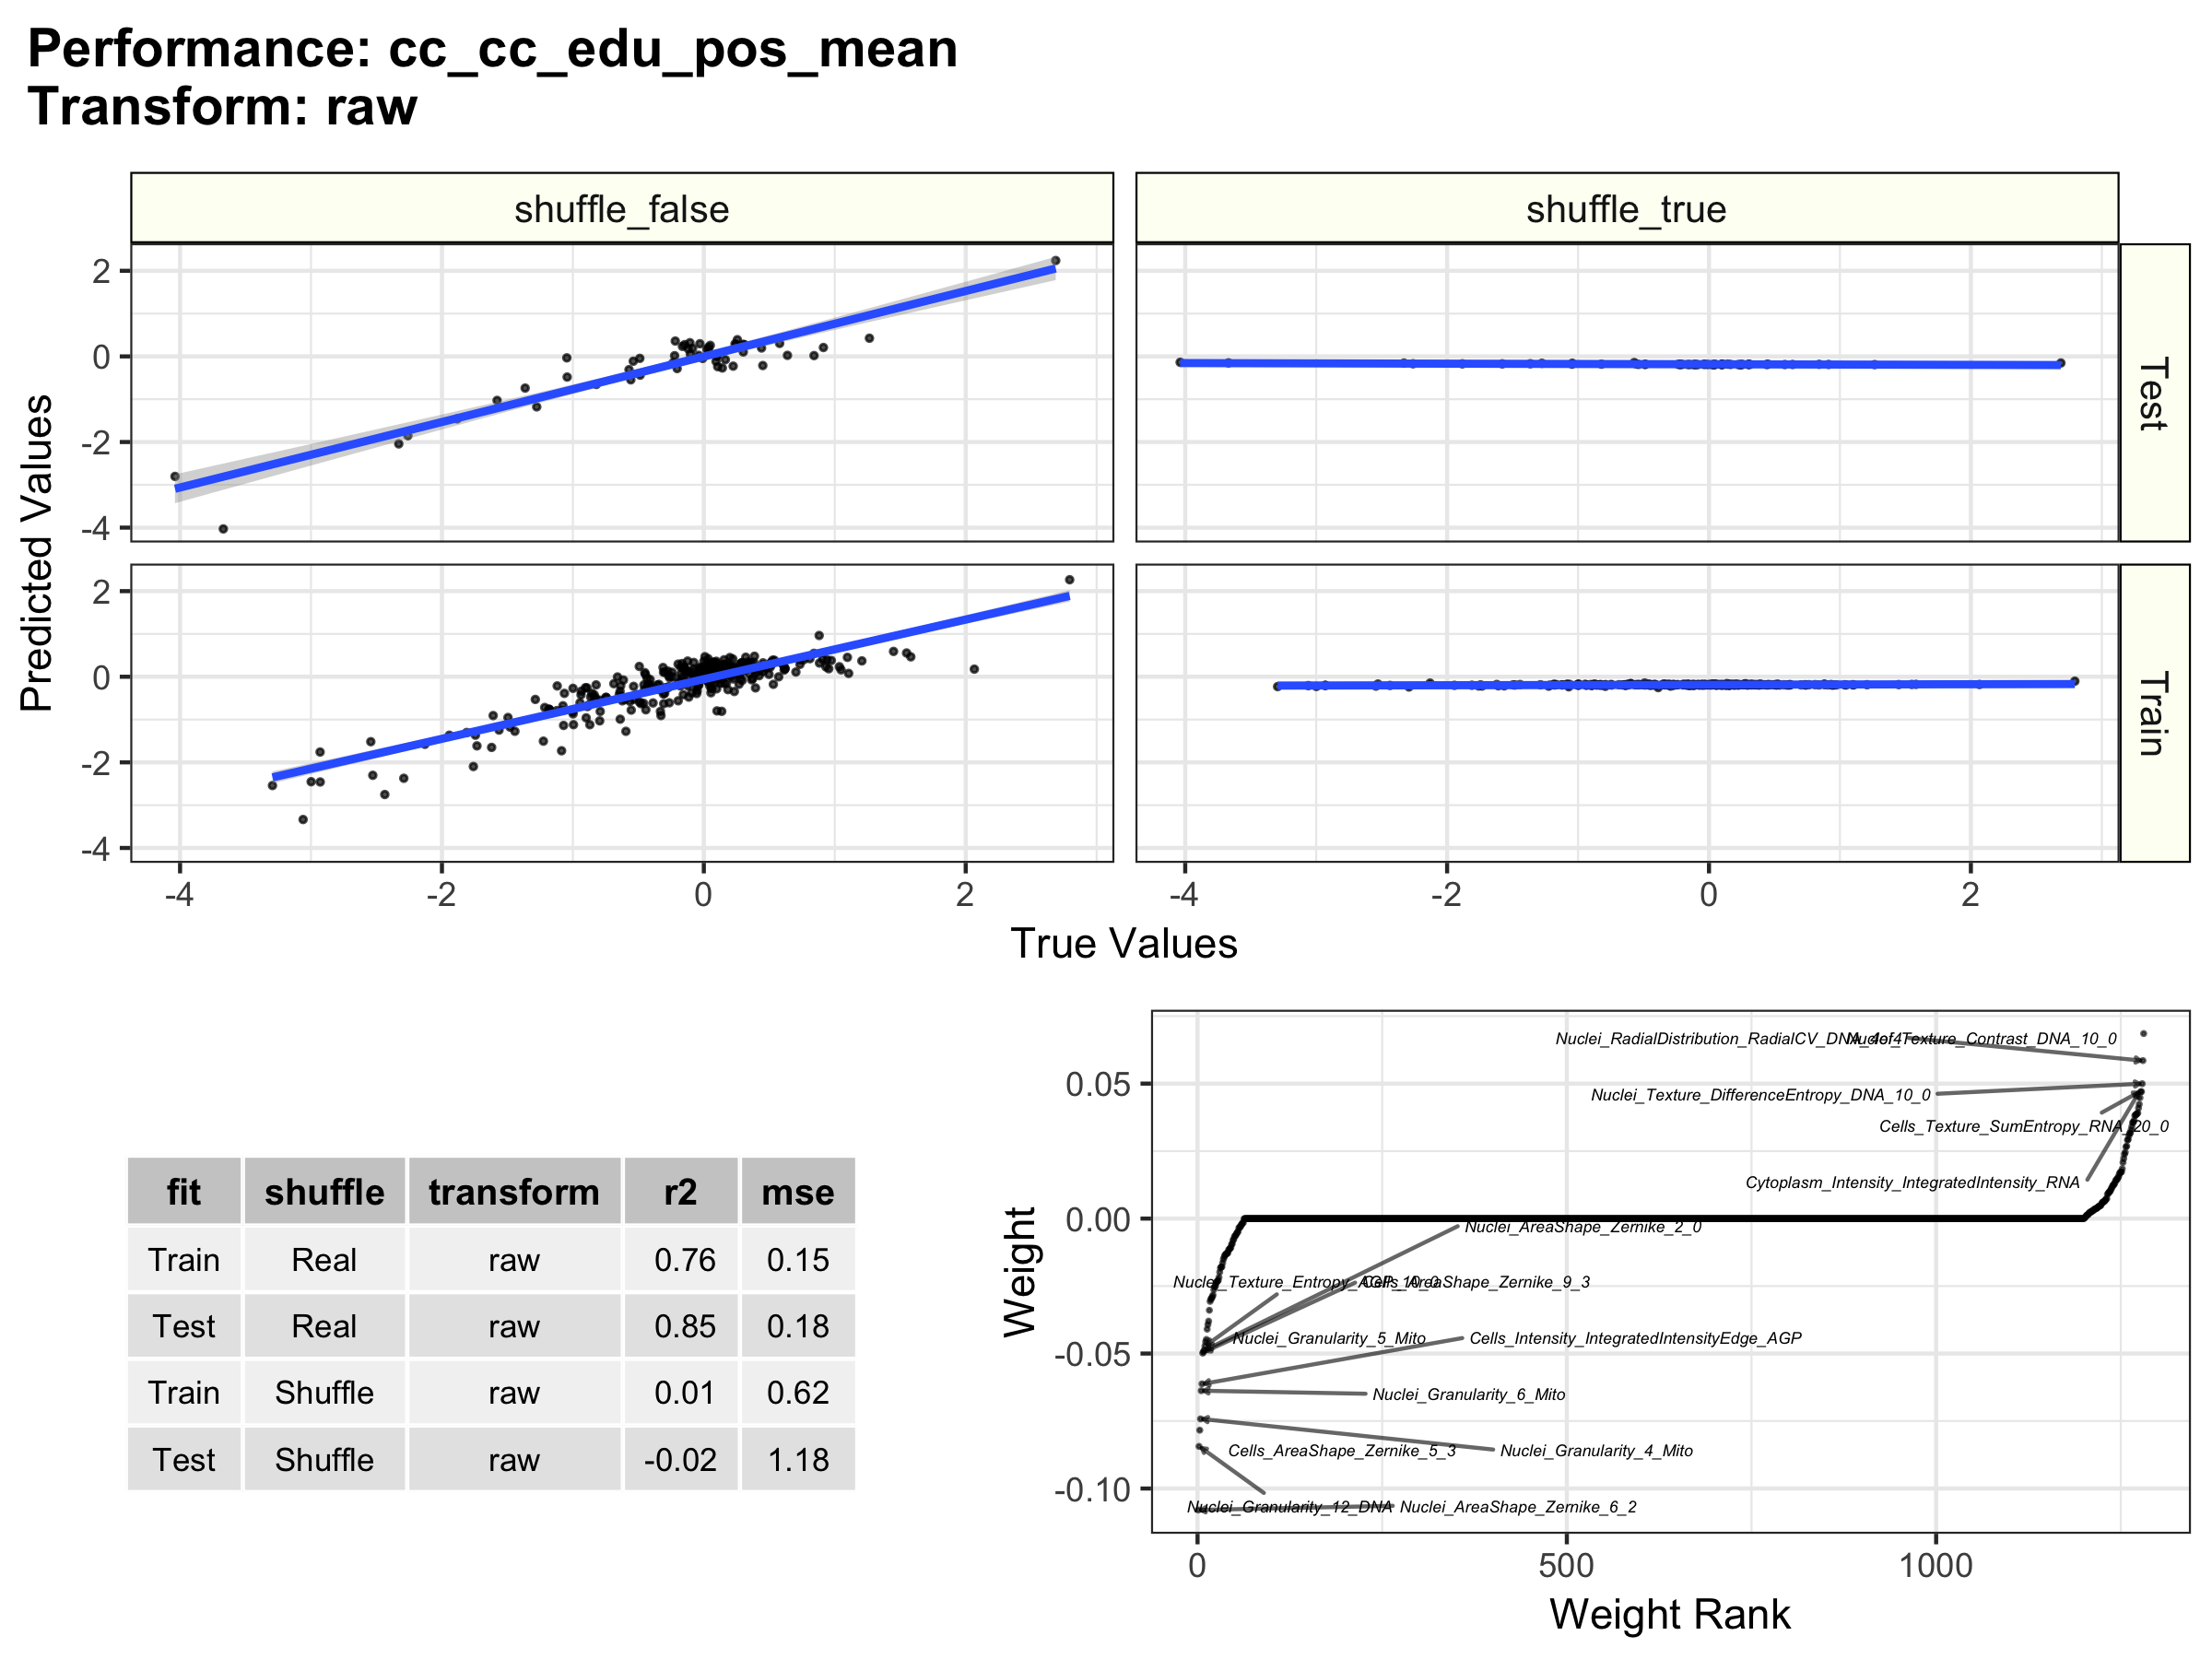 Performance: cc_cc_edu_pos_mean
Transform: raw
shuffle_false
shuffle_true
2
0
-2
-4
Test
2
0
-2
-4
Train
Predicted Values
-4
-2
0
2
-4
-2
0
2
True Values
fit shuffle transform r2 mse
Train Real raw 0.76 0.15
Test Real raw 0.85 0.18
Train Shuffle raw 0.01 0.62
Test Shuffle raw -0.02 1.18
Weight
0.05
0.00
-0.05
-0.10
Nuclei_RadialDistribution_RadialCV_DNA_4of4
Nuclei_Texture_Contrast_DNA_10_0
Nuclei_Texture_DifferenceEntropy_DNA_10_0
Cells_Texture_SumEntropy_RNA_20_0
Cytoplasm_Intensity_IntegratedIntensity_RNA
Nuclei_AreaShape_Zernike_2_0
Nuclei_Texture_Entropy_AGP_10_0
Cells_AreaShape_Zernike_9_3
Nuclei_Granularity_5_Mito
Cells_Intensity_IntegratedIntensityEdge_AGP
Nuclei_Granularity_6_Mito
Cells_AreaShape_Zernike_5_3
Nuclei_Granularity_4_Mito
Nuclei_Granularity_12_DNA
Nuclei_AreaShape_Zernike_6_2
0
500
1000
Weight Rank